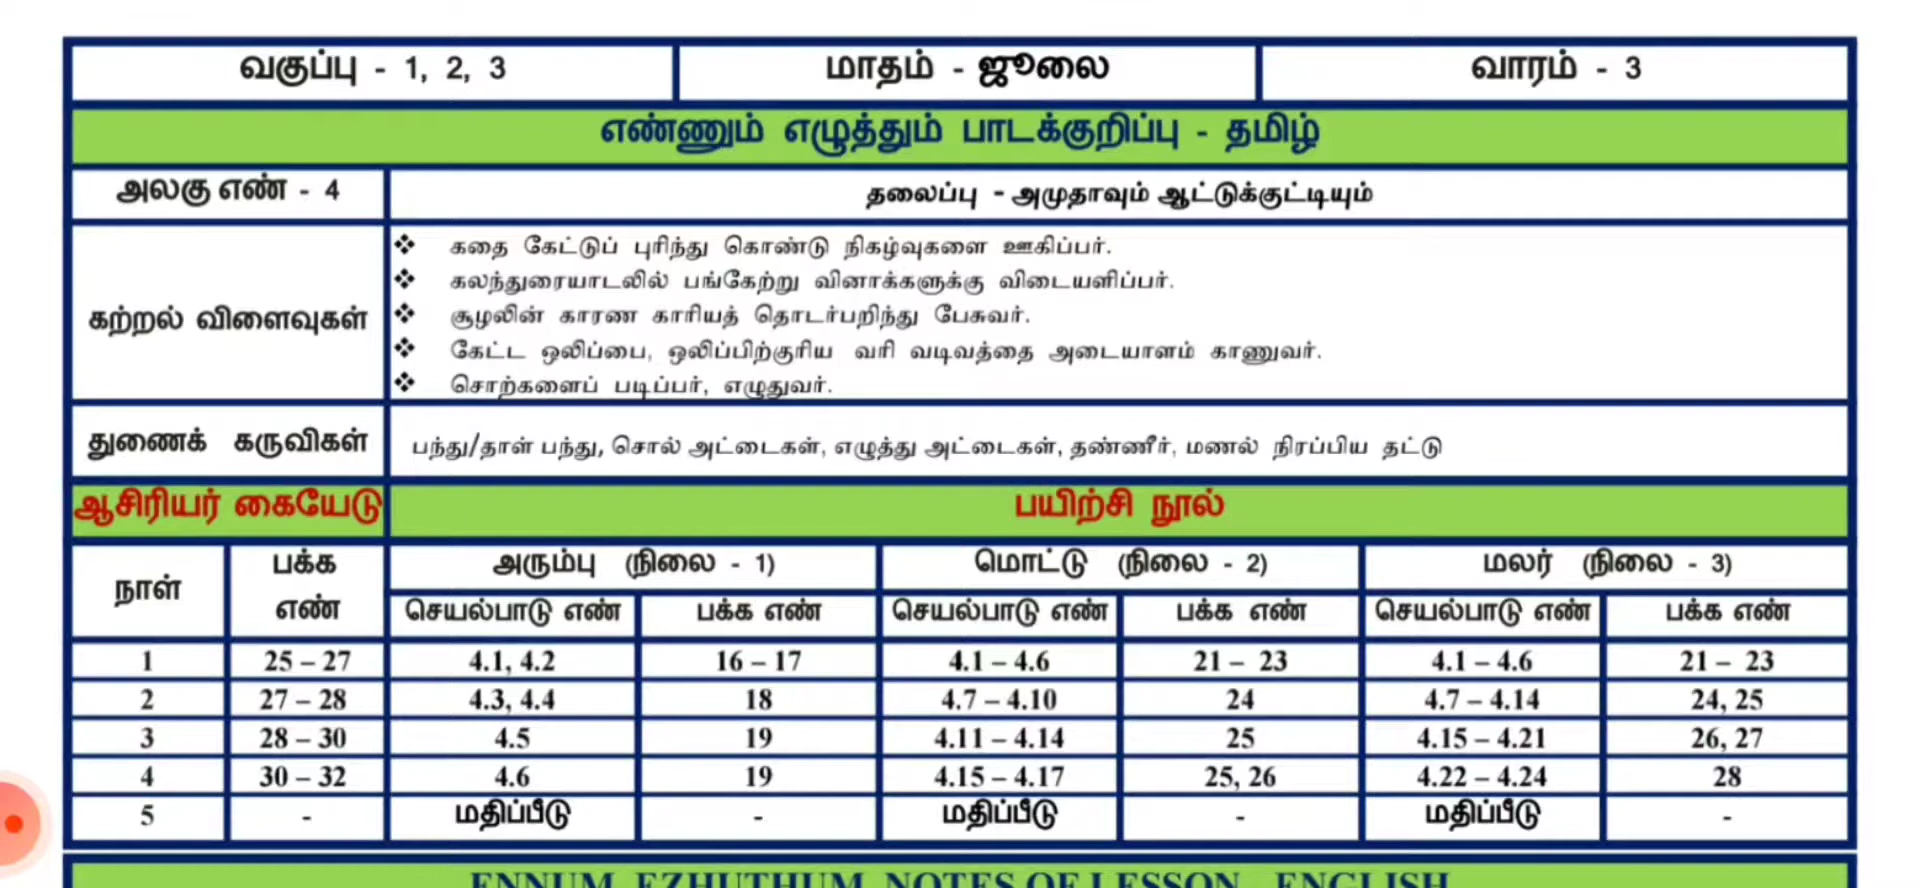 வகுப்பு - 1, 2, 3 மாதம் - ஜூலை வாரம் - 3
எண்ணும் எழுத்தும் பாடக்குறிப்பு - தமிழ்
அலகு எண் - 4 தலைப்பு - அமுதாவும் ஆட்டுக்குட்டியும்
கற்றல் விளைவுகள்
❖ கதை கேட்டுப் புரிந்து கொண்டு நிகழ்வுகளை ஊகிப்பர்.
❖ கலந்துரையாடலில் பங்கேற்று வினாக்களுக்கு விடையளிப்பர்.
❖ சூழலின் காரண காரியத் தொடர்பறிந்து பேசுவர்.
❖ கேட்ட ஒலிப்பை, ஒலிப்பிற்குரிய வரி வடிவத்தை அடையாளம் காணுவர்.
❖ சொற்களைப் படிப்பர், எழுதுவர்.
துணைக் கருவிகள் பந்து/தாள் பந்து, சொல் அட்டைகள், எழுத்து அட்டைகள், தண்ணீர், மணல் நிரப்பிய தட்டு
ஆசிரியர் கையேடு பயிற்சி நூல்
நாள் பக்க எண் அரும்பு (நிலை - 1) மொட்டு (நிலை - 2) மலர் (நிலை - 3)
செயல்பாடு எண் பக்க எண் செயல்பாடு எண் பக்க எண் செயல்பாடு எண் பக்க எண்
1 25 – 27 4.1, 4.2 16 – 17 4.1 – 4.6 21 – 23 4.1 – 4.6 21 – 23
2 27 – 28 4.3, 4.4 18 4.7 – 4.10 24 4.7 – 4.14 24, 25
3 28 – 30 4.5 19 4.11 – 4.14 25 4.15 – 4.21 26, 27
4 30 – 32 4.6 19 4.15 – 4.17 25, 26 4.22 – 4.24 28
5 - மதிப்பீடு - மதிப்பீடு - மதிப்பீடு -
ENNUM EZHUTHUM NOTES OF LESSON - ENGLISH